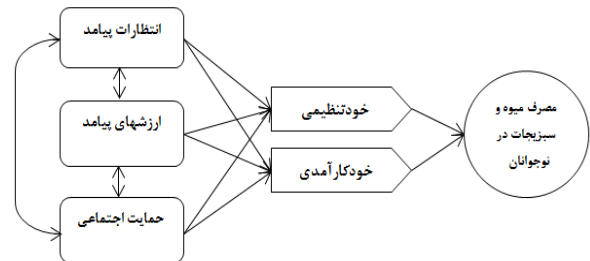 انتظارات پیامد
ارزشهای پیامد
حمایت اجتماعی
خودتنظیمی
خودکارآمدی
مصرف میوه و
سبزیجات در
نوجوانان